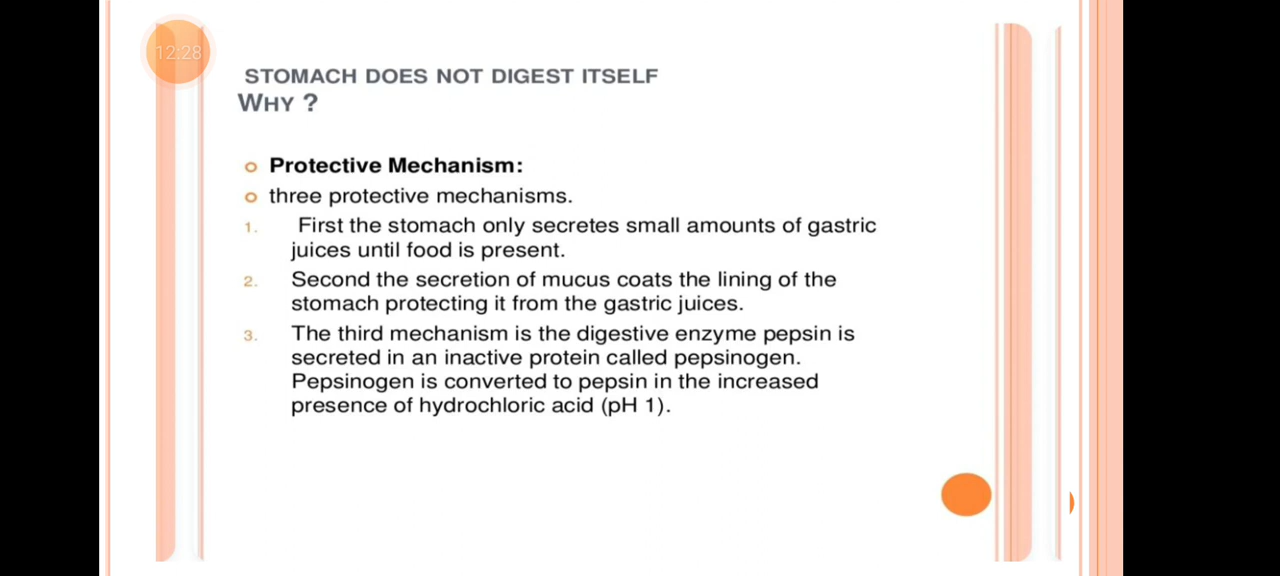 12:28
STOMACH DOES NOT DIGEST ITSELF
WHY ?
Protective Mechanism:
three protective mechanisms.
1. First the stomach only secretes small amounts of gastric
juices until food is present.
2. Second the secretion of mucus coats the lining of the
stomach protecting it from the gastric juices.
3. The third mechanism is the digestive enzyme pepsin is
secreted in an inactive protein called pepsinogen.
Pepsinogen is converted to pepsin in the increased
presence of hydrochloric acid (pH 1).